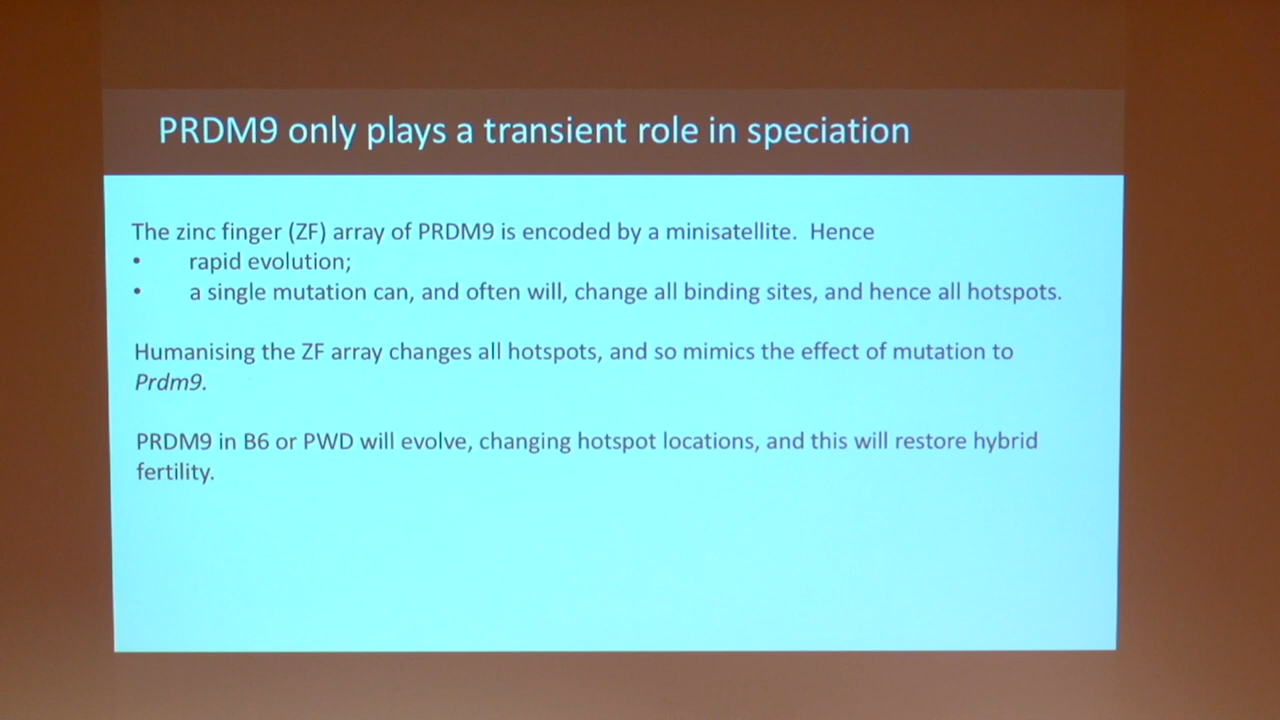 PRDM9 only plays a transient role in speciation
The zinc finger (ZF) array of PRDM9 is encoded by a minisatellite.  Hence
• rapid evolution;
• a single mutation can, and often will, change all binding sites, and hence all hotspots.
Humanising the ZF array changes all hotspots, and so mimics the effect of mutation to
Prdm9.
PRDM9 in B6 or PWD will evolve, changing hotspot locations, and this will restore hybrid
fertility.